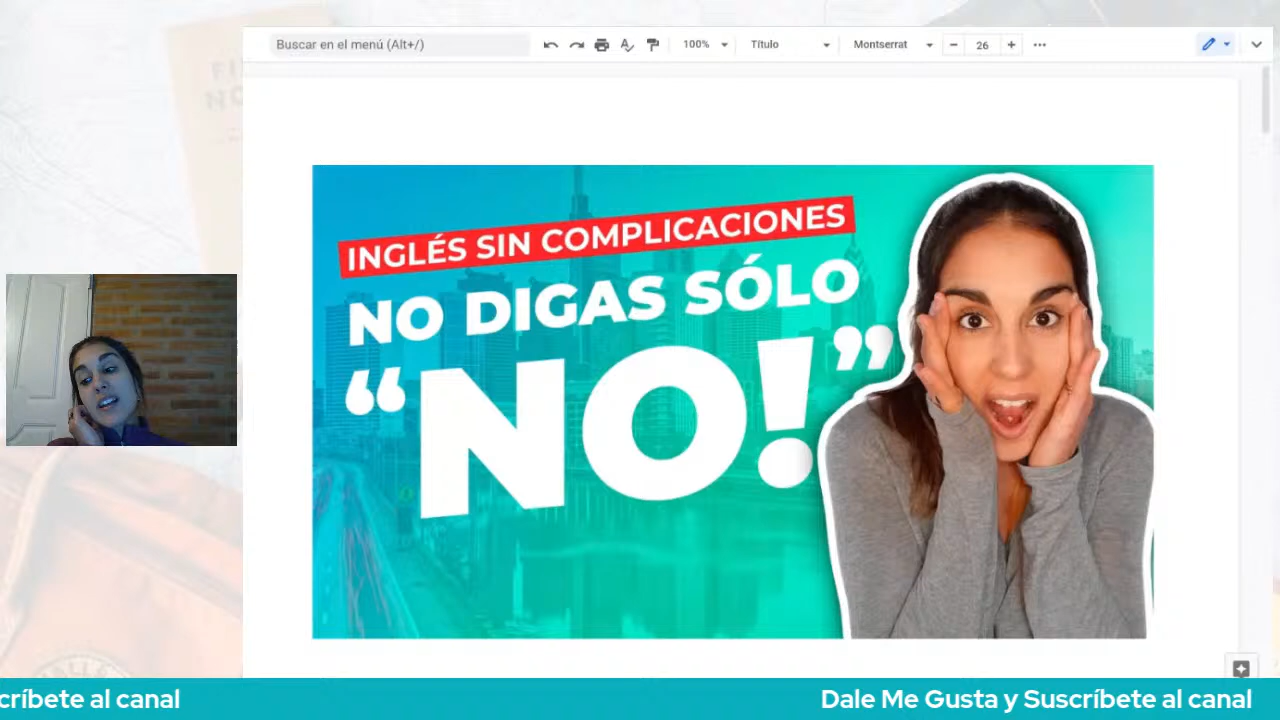 Buscar en el menú (Alt+/)
100%
Título
Montserrat
26
INGLÉS SIN COMPLICACIONES
NO DIGAS SÓLO
“NO!”
críbete al canal
Dale Me Gusta y Suscríbete al canal